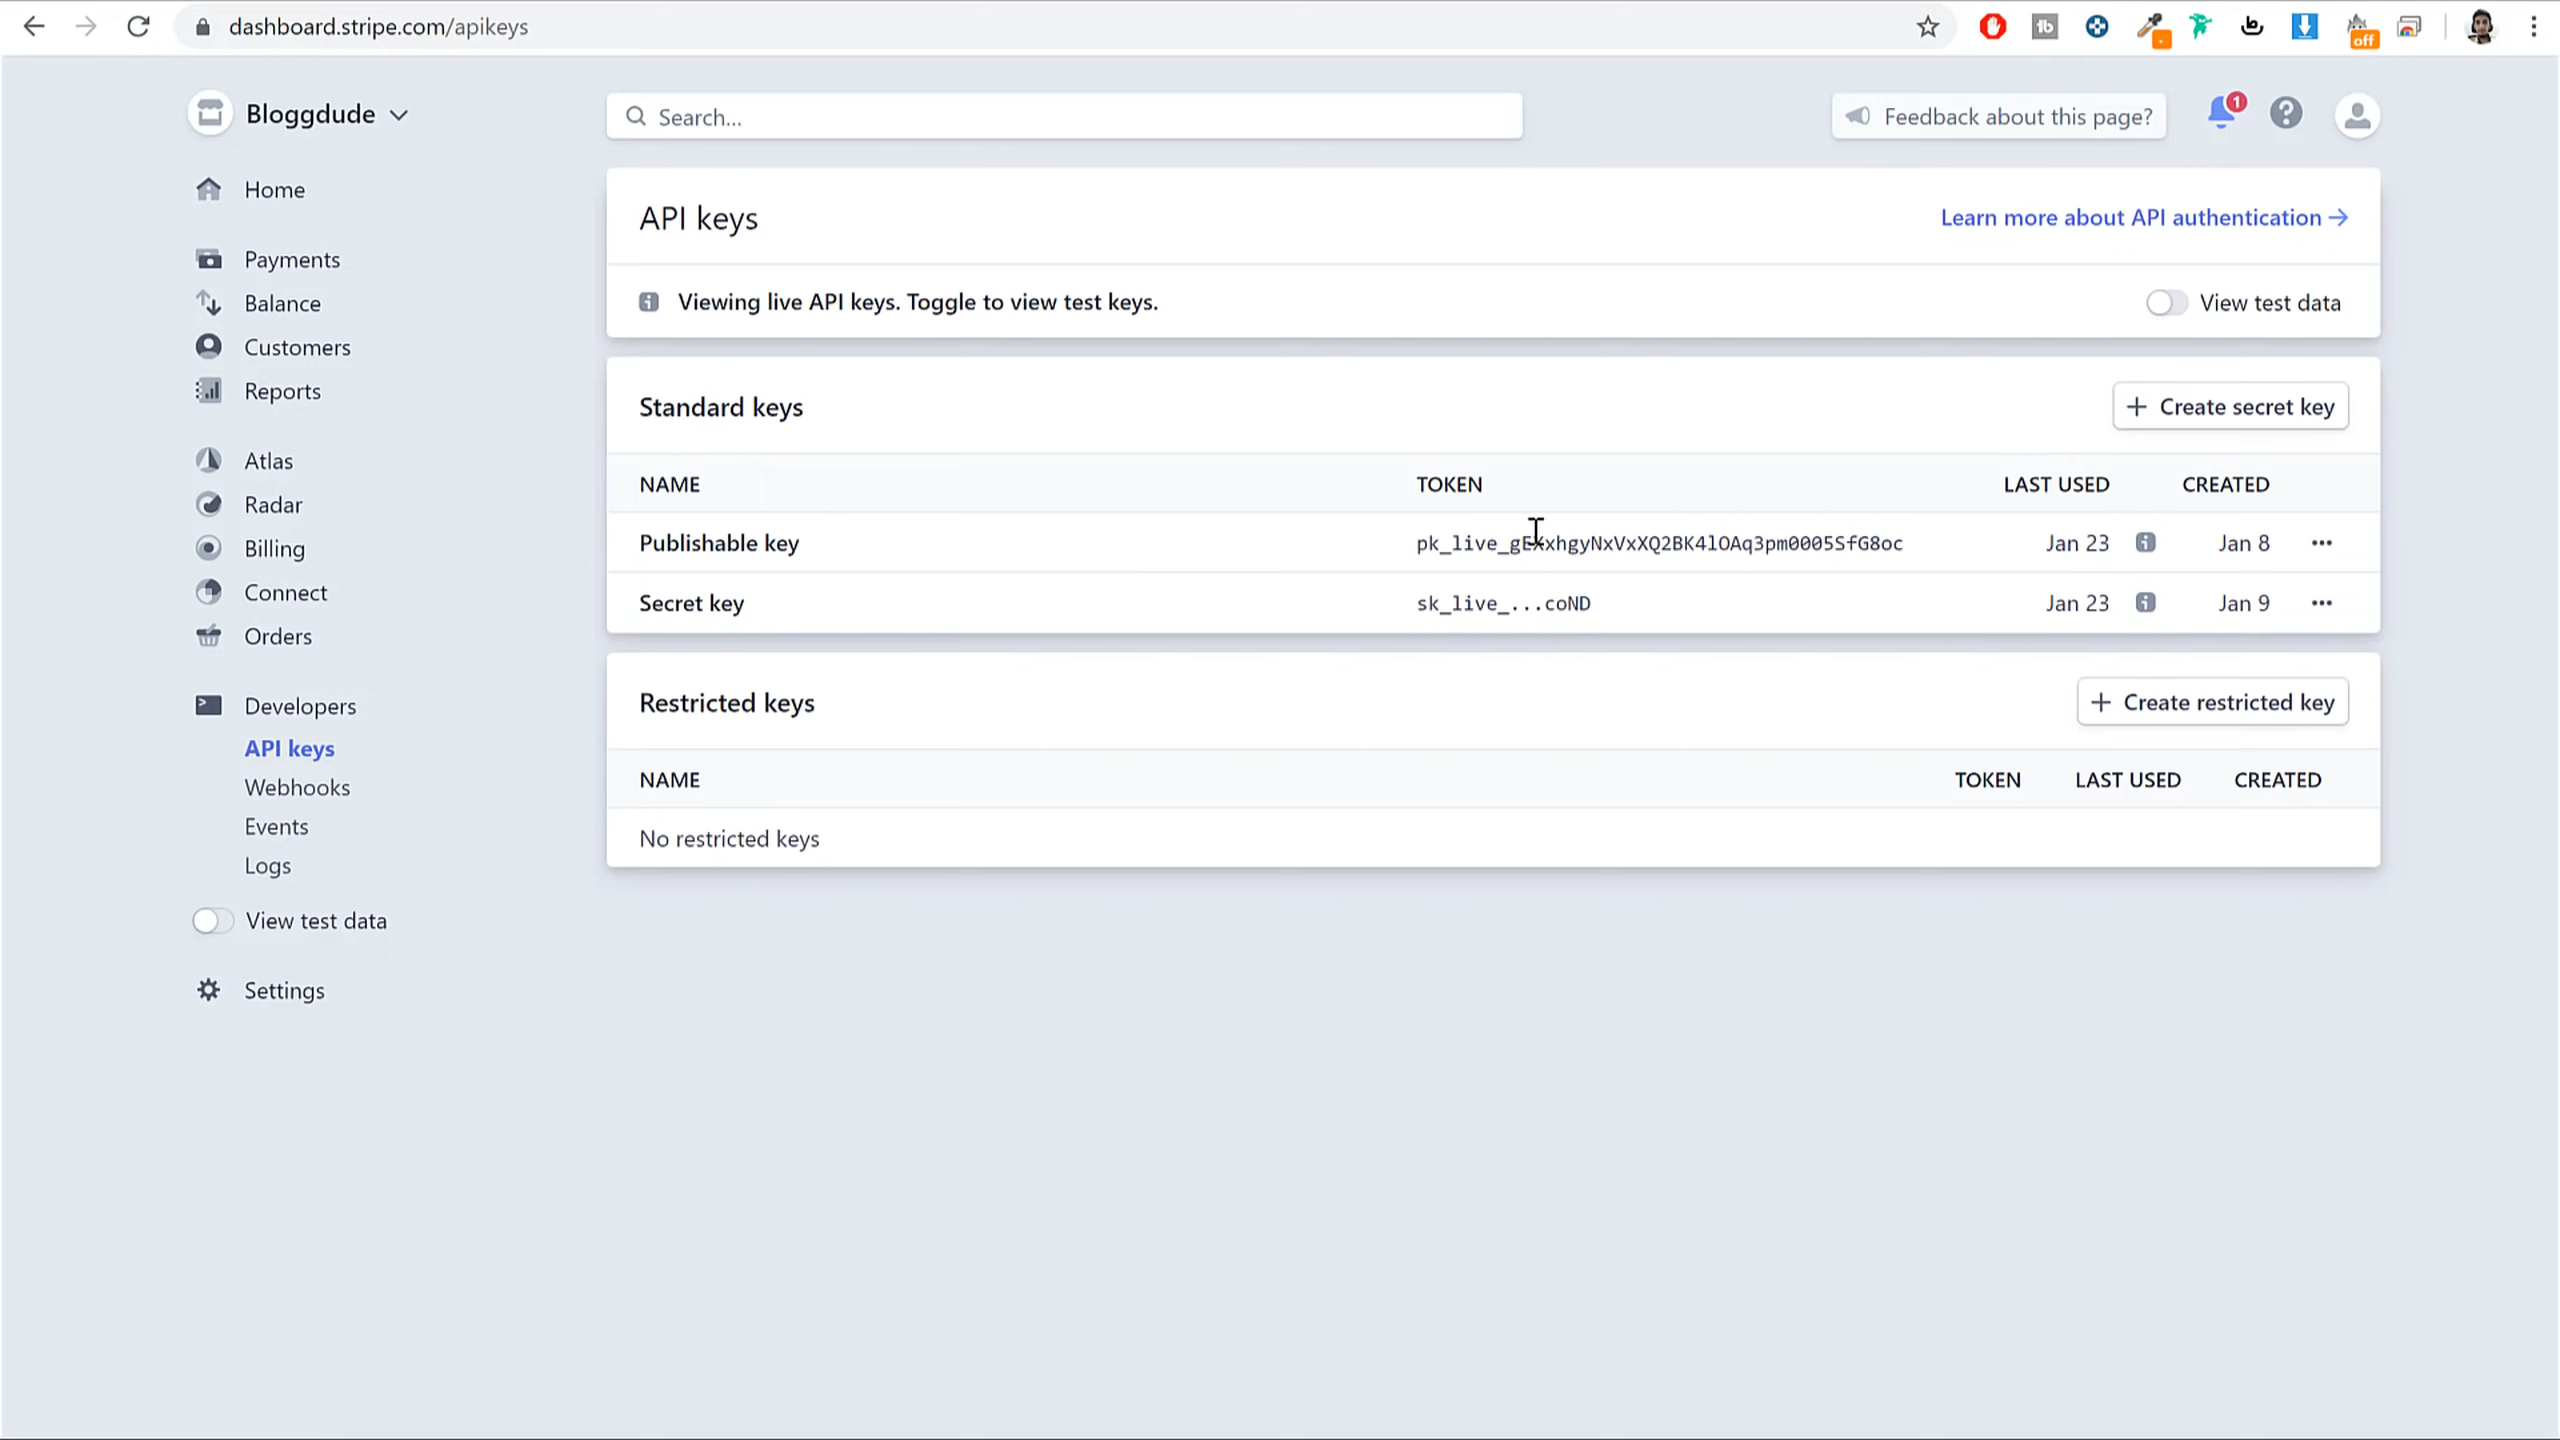 dashboard.stripe.com/apikeys
off
Bloggdude
Search...
Feedback about this page?
1
Home
Payments
Balance
Customers
Reports
Atlas
Radar
Billing
Connect
Orders
Developers
API keys
Webhooks
Events
Logs
View test data
Settings
API keys
Learn more about API authentication →
Viewing live API keys. Toggle to view test keys.
View test data
Standard keys
+ Create secret key
NAME TOKEN LAST USED CREATED
Publishable key Jan 23 Jan 8
Secret key sk_live_...coND Jan 23 Jan 9
Restricted keys
+ Create restricted key
NAME TOKEN LAST USED CREATED
No restricted keys